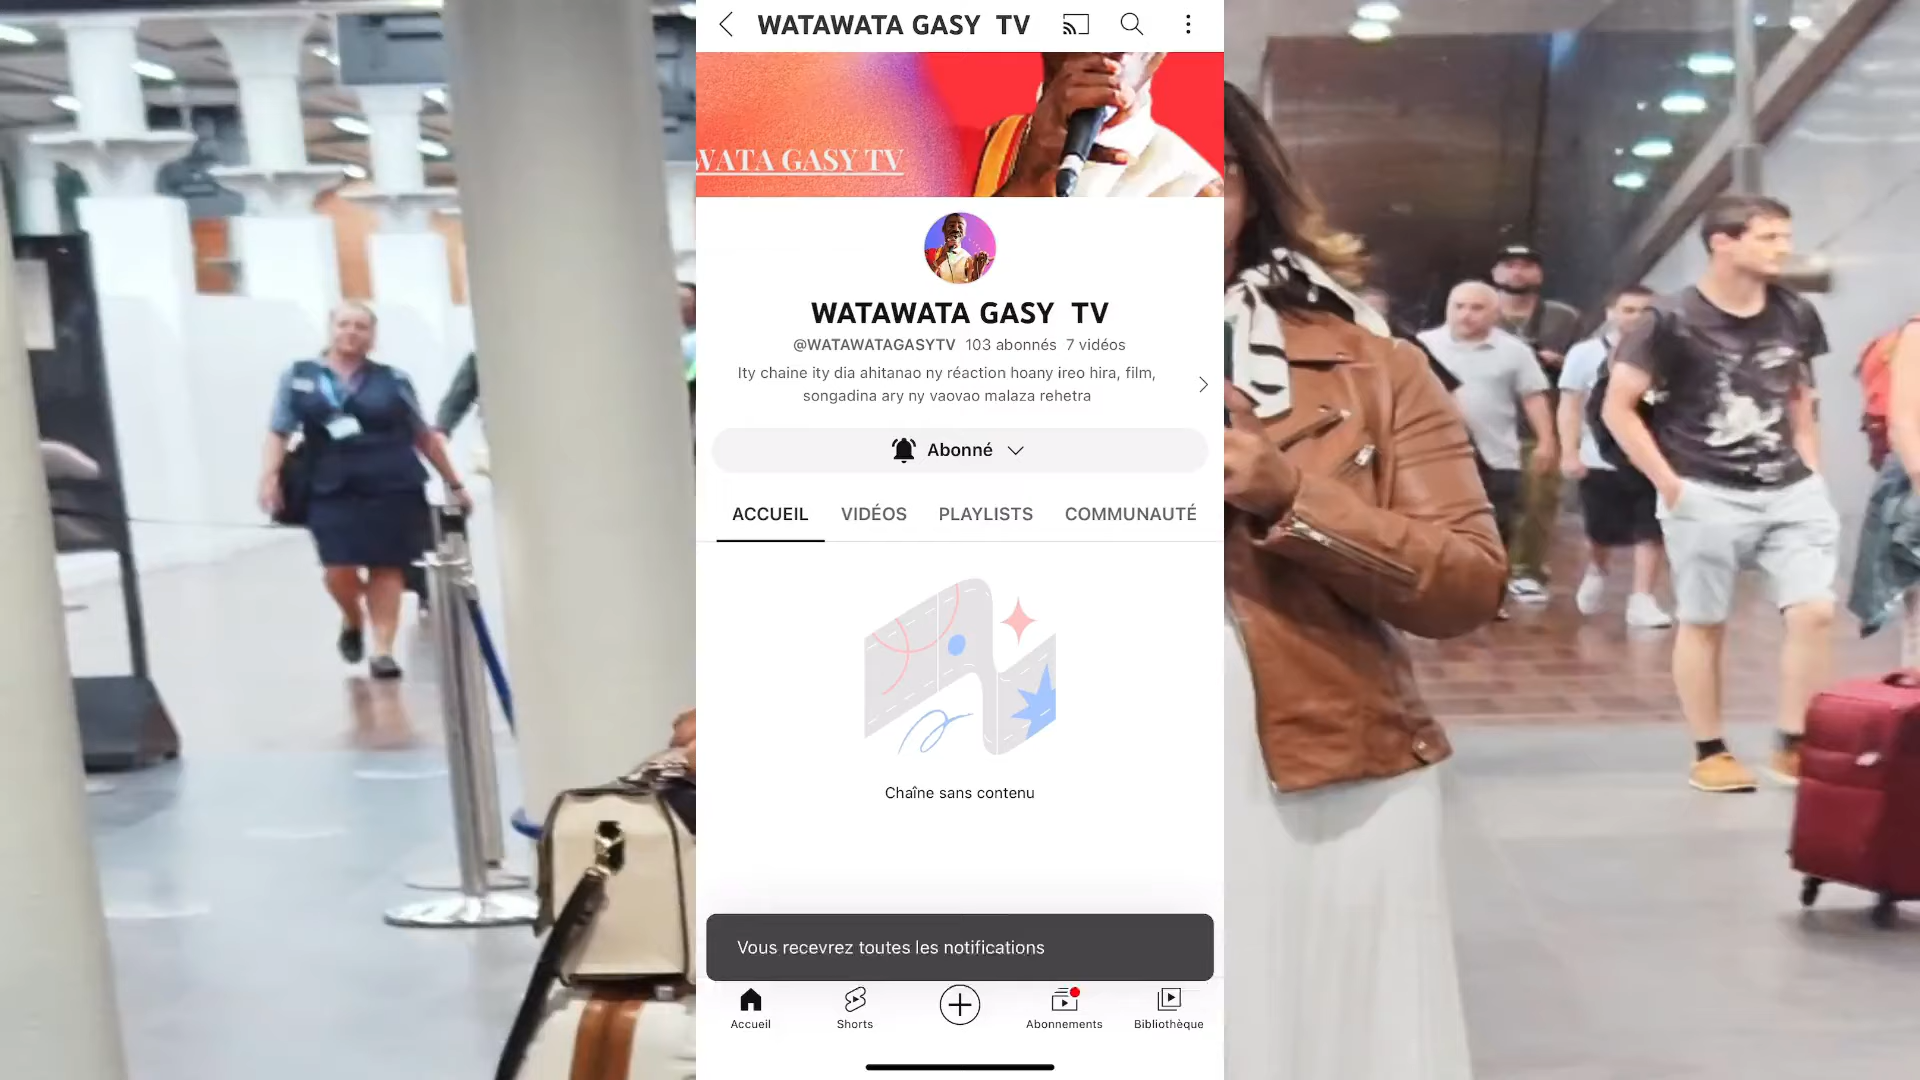 WATAWATA GASY TV
WATA GASY TV
WATAWATA GASY TV
@WATAWATAGASYTV 103 abonnés 7 vidéos
Ity chaine ity dia ahitanao ny réaction hoany ireo hira, film,
songadina ary ny vaovao malaza rehetra
Abonné
ACCUEIL VIDÉOS PLAYLISTS COMMUNAUTÉ
Chaîne sans contenu
Vous recevrez toutes les notifications
Accueil Shorts Abonnements Bibliothèque